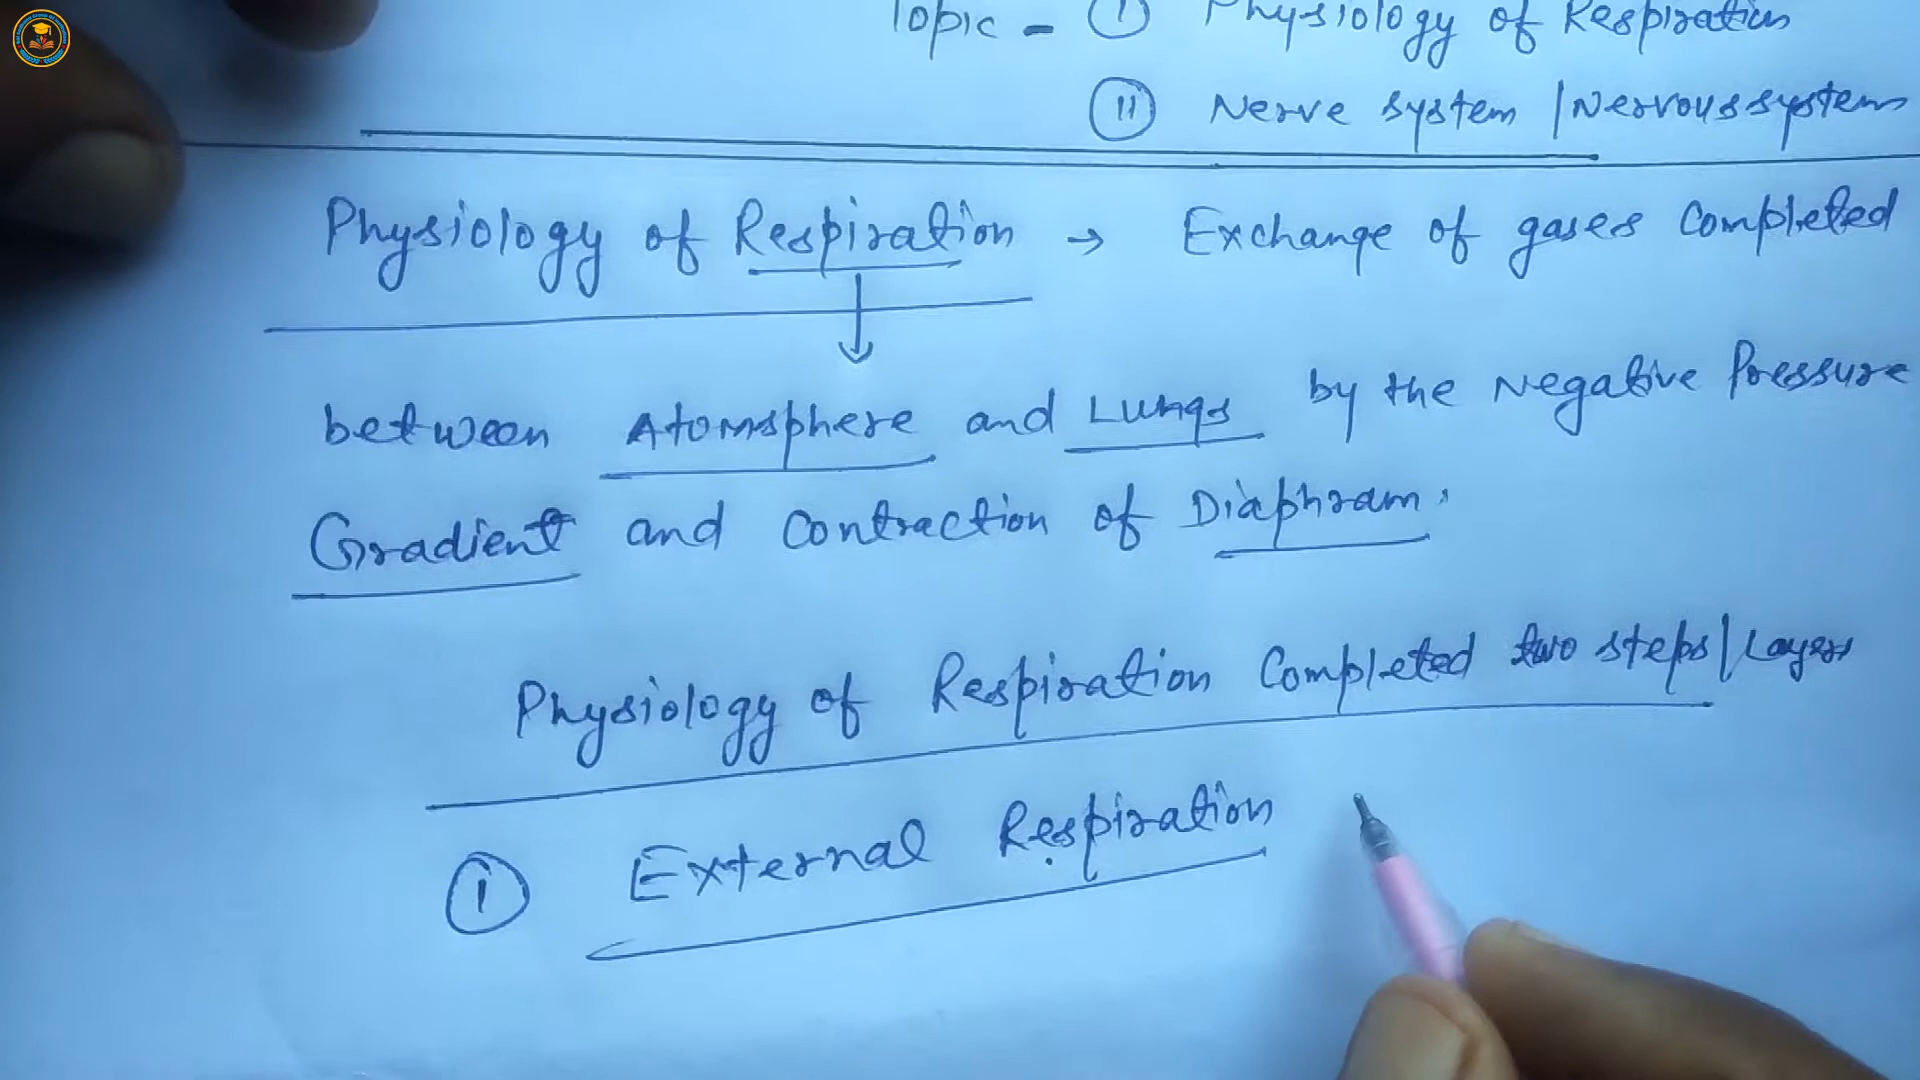 Topic - (I) Physiology of Respiration
(II) Nerve system / Nervous system
Physiology of Respiration → Exchange of gases completed
between Atomsphere and Lungs by the Negative Pressure
Gradient and contraction of Diaphram.
Physiology of Respiration Completed two steps / Layers
(1) External Respiration